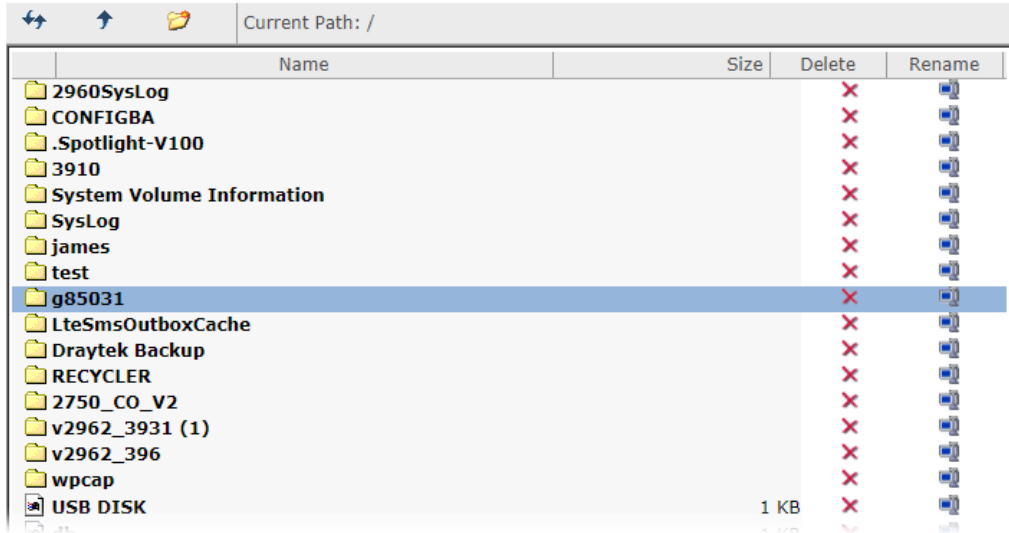 Current Path: /
Name Size Delete Rename
2960SysLog
CONFIGBA
.Spotlight-V100
3910
System Volume Information
SysLog
james
test
g85031
LteSmsOutboxCache
Draytek Backup
RECYCLER
2750_CO_V2
v2962_3931 (1)
v2962_396
wpcap
USB DISK 1 KB